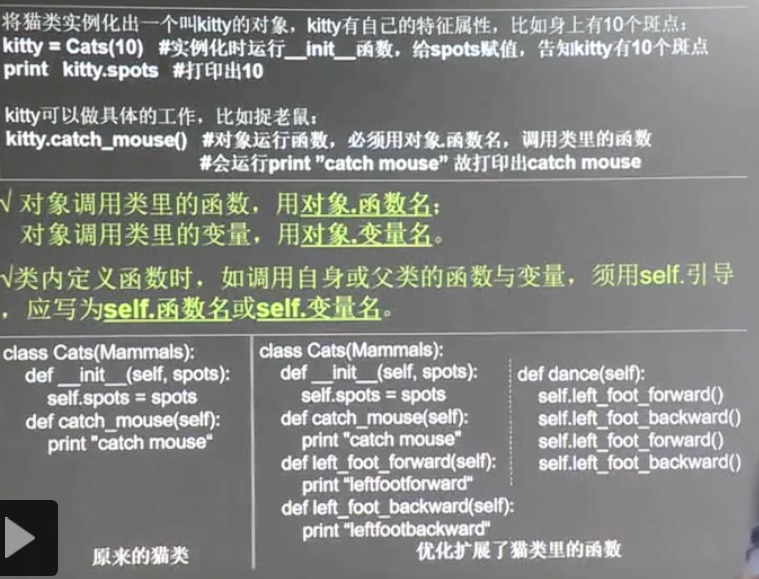 将猫类实例化出一个叫kitty的对象，kitty有自己的特征属性，比如身上有10个斑点：
kitty = Cats(10) #实例化时运行__init__函数，给spots赋值，告知kitty有10个斑点
print kitty.spots #打印出10
kitty可以做具体的工作，比如捉老鼠：
kitty.catch_mouse() #对象运行函数，必须用对象.函数名，调用类里的函数
#会运行print "catch mouse" 故打印出catch mouse
√ 对象调用类里的函数，用对象.函数名；
对象调用类里的变量，用对象.变量名。
√类内定义函数时，如调用自身或父类的函数与变量，须用self.引导
，应写为self.函数名或self.变量名。
class Cats(Mammals):
def __init__(self, spots):
self.spots = spots
def catch_mouse(self):
print "catch mouse"
原来的猫类
class Cats(Mammals):
def __init__(self, spots):
self.spots = spots
def catch_mouse(self):
print "catch mouse"
def left_foot_forward(self):
print "leftfootforward"
def left_foot_backward(self):
print "leftfootbackward"
def dance(self):
self.left_foot_forward()
self.left_foot_backward()
self.left_foot_forward()
self.left_foot_backward()
优化扩展了猫类里的函数